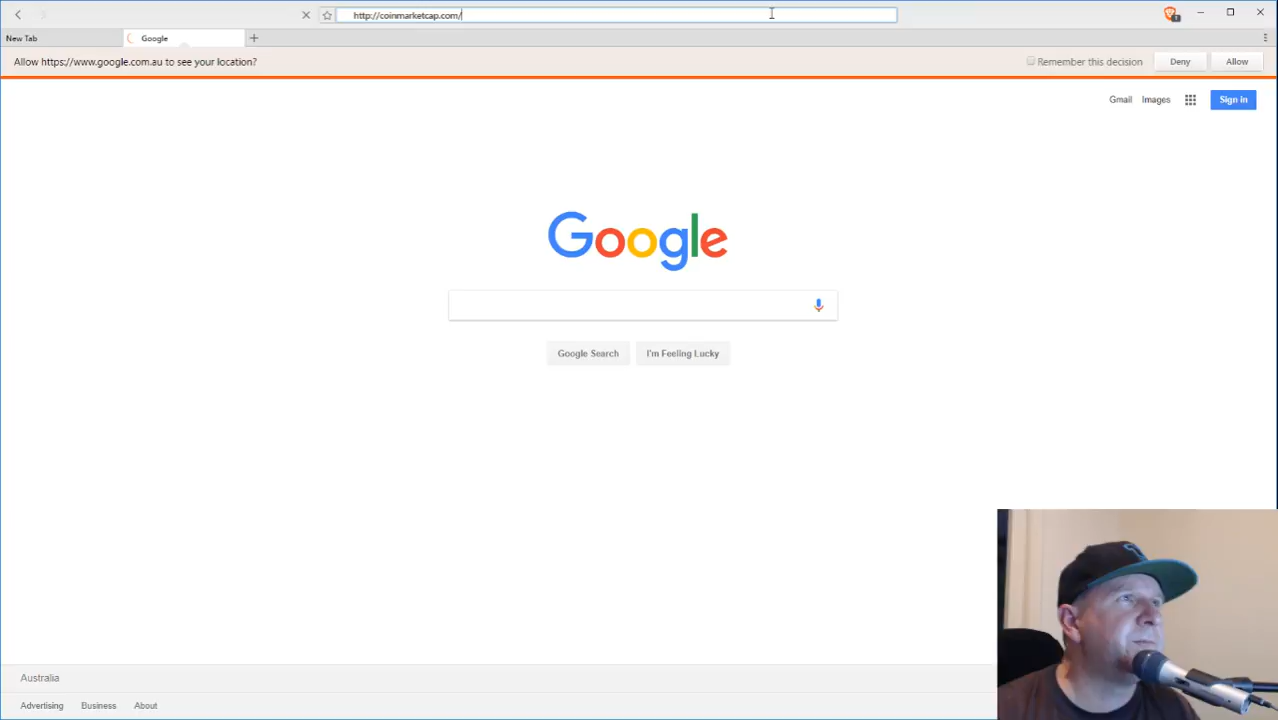 http://coinmarketcap.com/
New Tab
Google
Allow https://www.google.com.au to see your location?
Remember this decision
Deny
Allow
Gmail
Images
Sign in
Google
Google Search
I'm Feeling Lucky
Australia
Advertising
Business
About